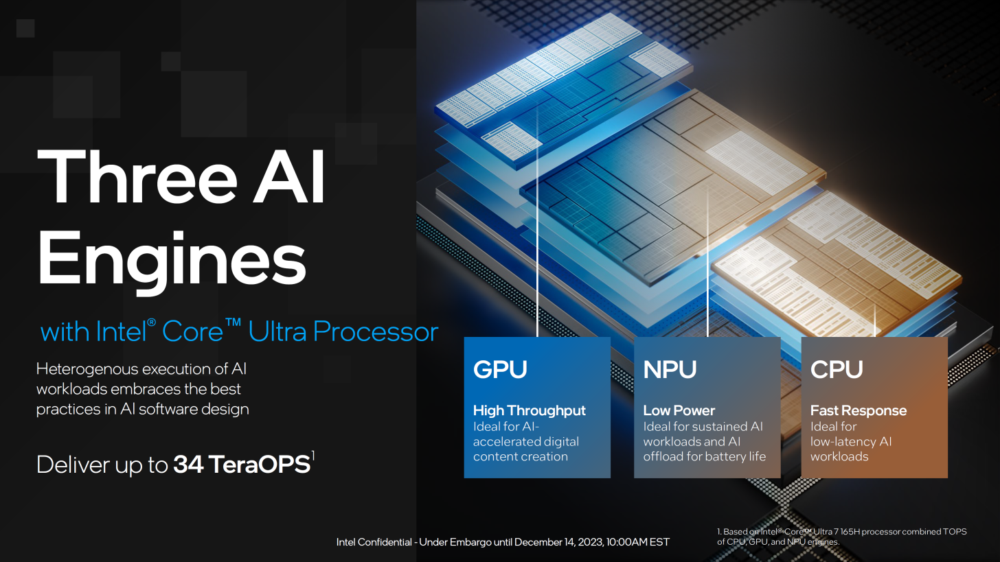 Three AI
Engines
with Intel® Core™ Ultra Processor
Heterogenous execution of AI
workloads embraces the best
practices in AI software design
Deliver up to 34 TeraOPS¹
GPU
High Throughput
Ideal for AI-
accelerated digital
content creation
NPU
Low Power
Ideal for sustained AI
workloads and AI
offload for battery life
CPU
Fast Response
Ideal for
low-latency AI
workloads
Intel Confidential - Under Embargo until December 14, 2023, 10:00AM EST
1. Based on Intel® Core™ Ultra 7 165H processor combined TOPS
of CPU, GPU, and NPU engines.